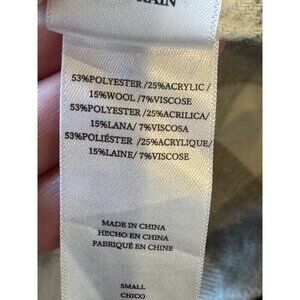 53%POLYESTER /25%ACRYLIC /
15%WOOL /7%VISCOSE
53%POLYESTER /25%ACRILICA/
15%LANA/ 7%VISCOSA
53%POLIÉSTER /25%ACRYLIQUE/
15%LAINE/ 7%VISCOSE
MADE IN CHINA
HECHO EN CHINA
FABRIQUÉ EN CHINE
SMALL
CHICO